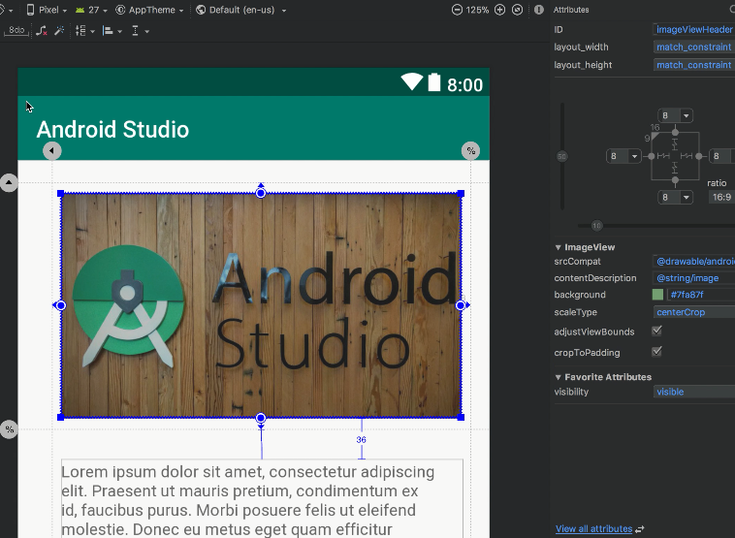 Pixel
27
AppTheme
Default (en-us)
125%
Attributes
8dp
ID
imageViewHeader
layout_width
match_constraint
layout_height
match_constraint
8:00
Android Studio
%
8
16
9
50
8
8
8
ratio
16:9
10
ImageView
srcCompat
@drawable/androi
contentDescription
@string/image
background
#7fa87f
scaleType
centerCrop
adjustViewBounds
cropToPadding
Favorite Attributes
visibility
visible
Android
Studio
%
36
Lorem ipsum dolor sit amet, consectetur adipiscing
elit. Praesent ut mauris pretium, condimentum ex
id, faucibus purus. Morbi posuere felis ut eleifend
molestie. Donec eu metus eget quam efficitur
View all attributes